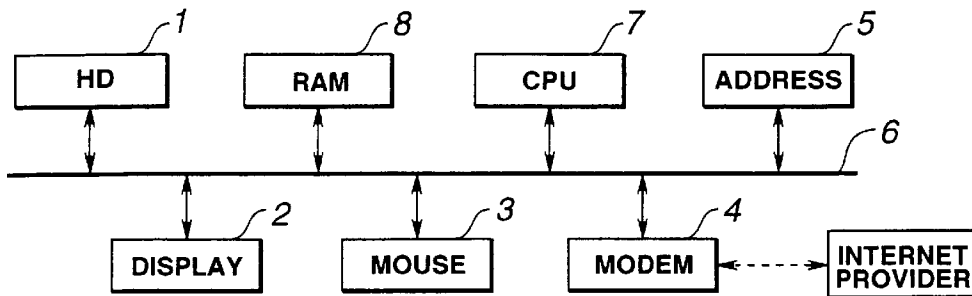 1 8 7 5
HD RAM CPU ADDRESS
6
2 3 4
DISPLAY MOUSE MODEM INTERNET
PROVIDER